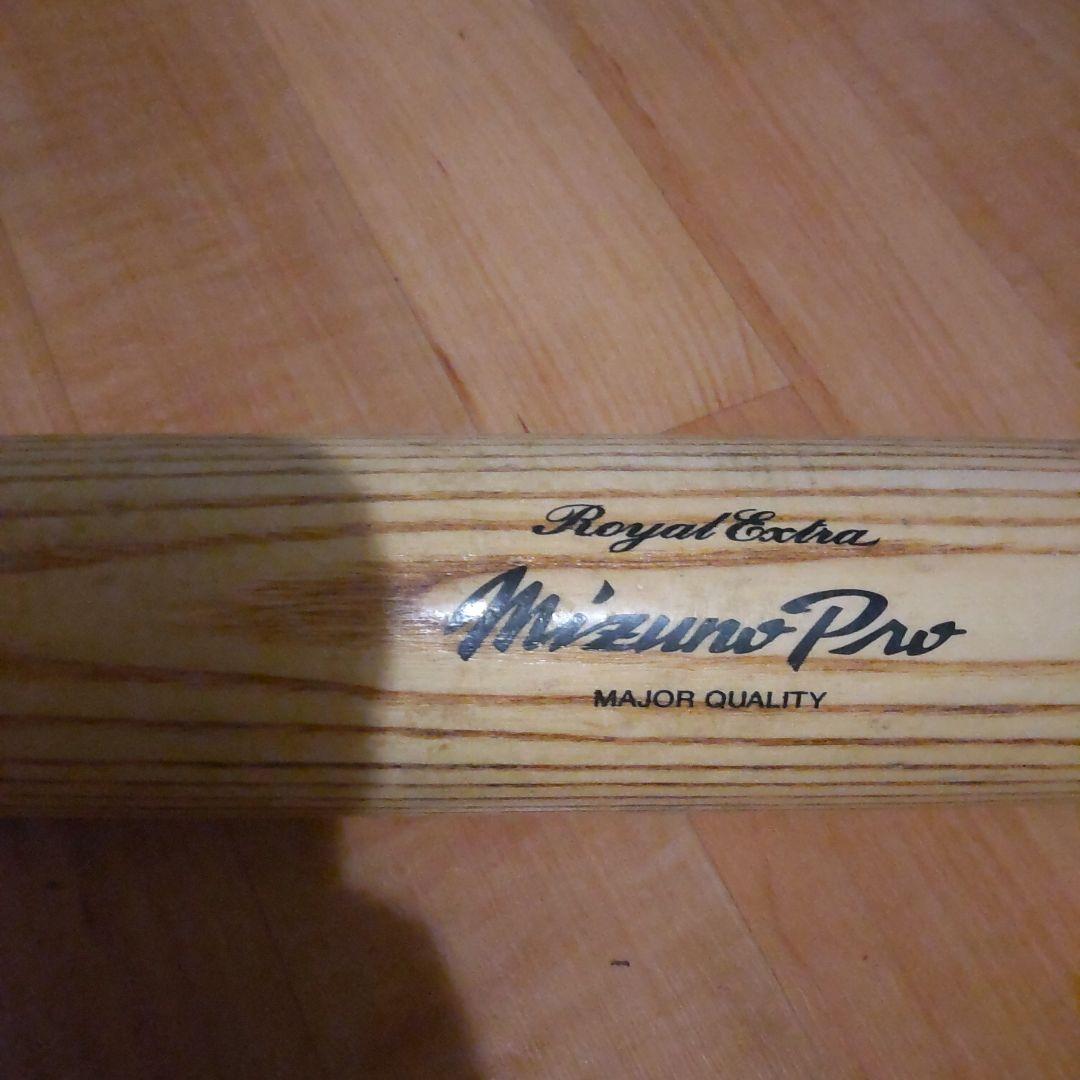 Royal Extra
Mizuno Pro
MAJOR QUALITY